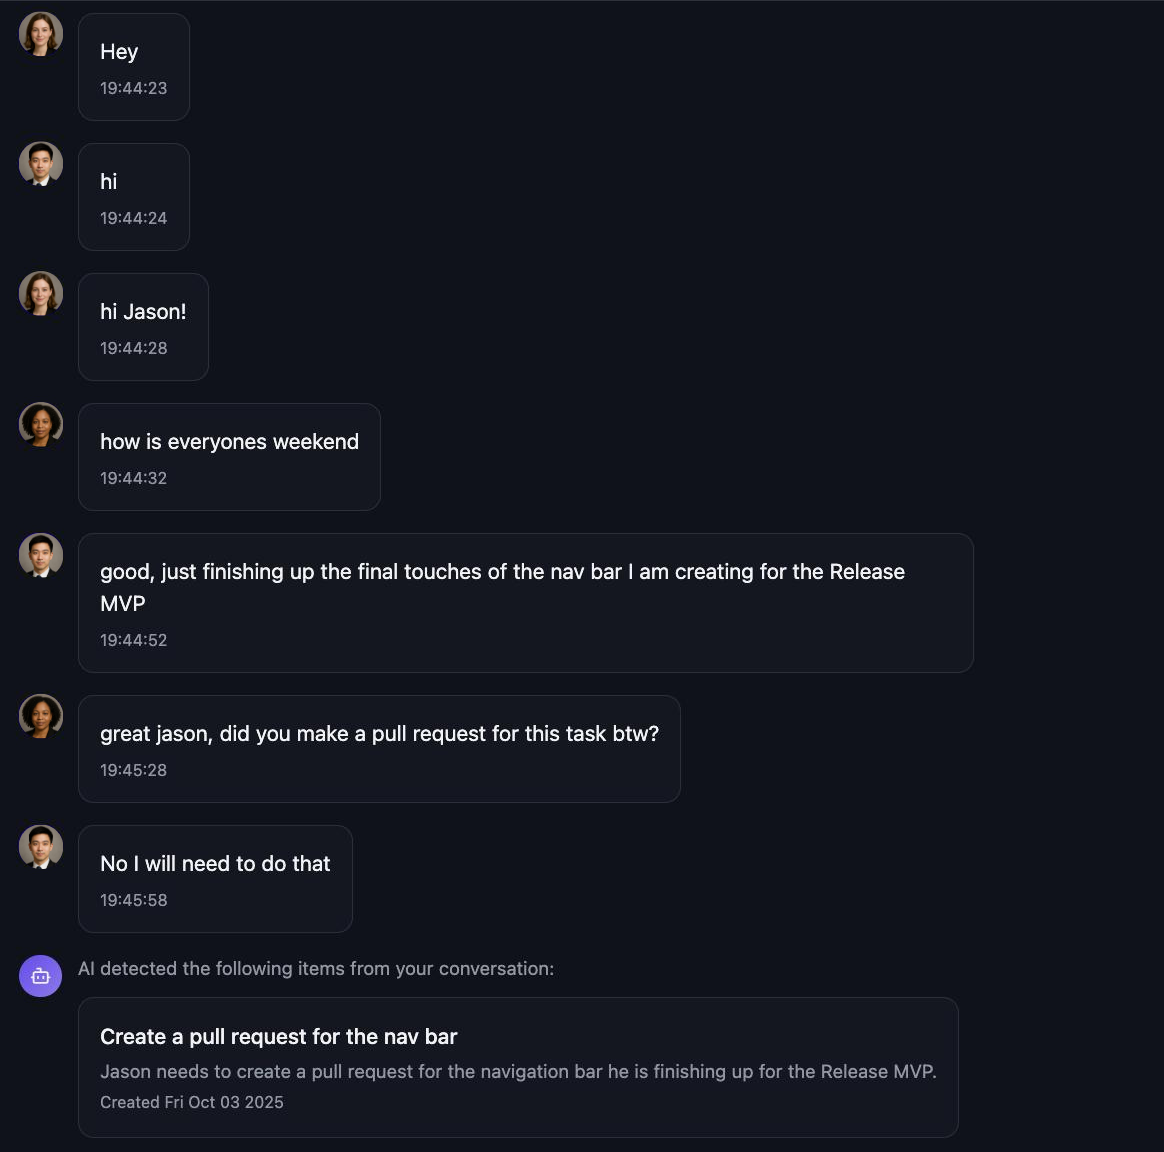 Hey
19:44:23
hi
19:44:24
hi Jason!
19:44:28
how is everyones weekend
19:44:32
good, just finishing up the final touches of the nav bar I am creating for the Release
MVP
19:44:52
great jason, did you make a pull request for this task btw?
19:45:28
No I will need to do that
19:45:58
AI detected the following items from your conversation:
Create a pull request for the nav bar
Jason needs to create a pull request for the navigation bar he is finishing up for the Release MVP.
Created Fri Oct 03 2025